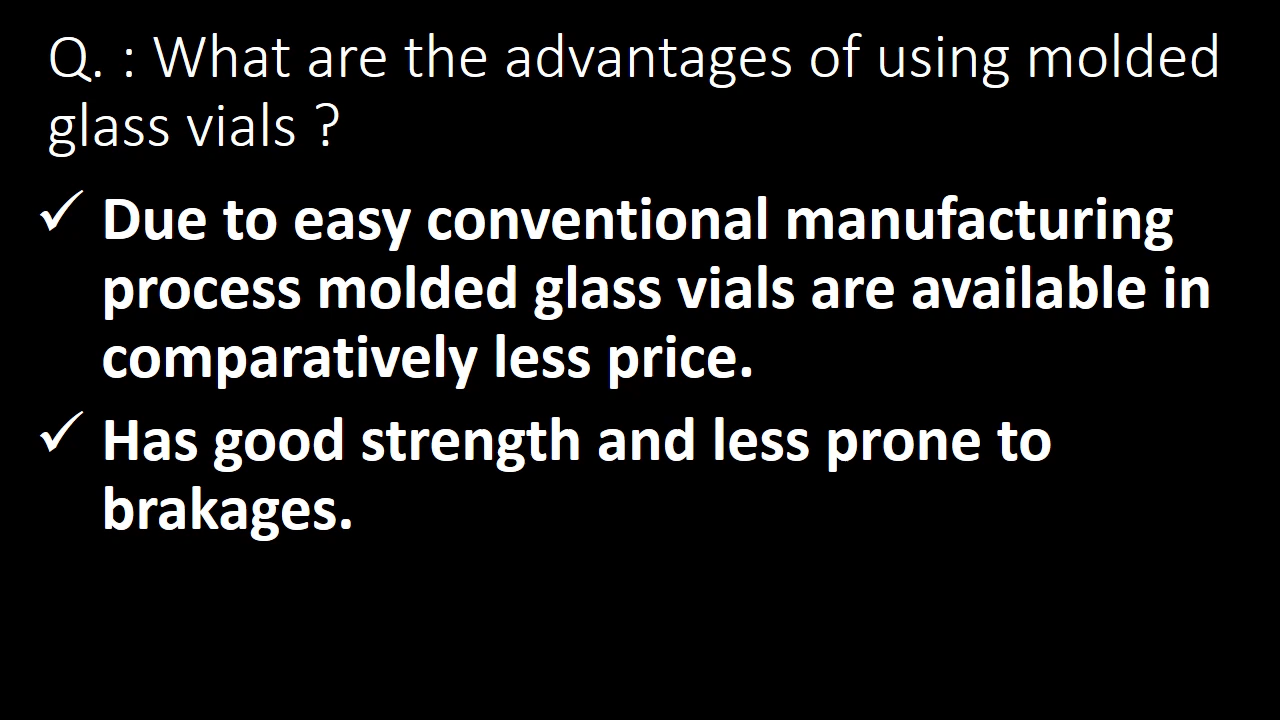 Q. : What are the advantages of using molded
glass vials ?
✓ Due to easy conventional manufacturing
process molded glass vials are available in
comparatively less price.
✓ Has good strength and less prone to
brakages.